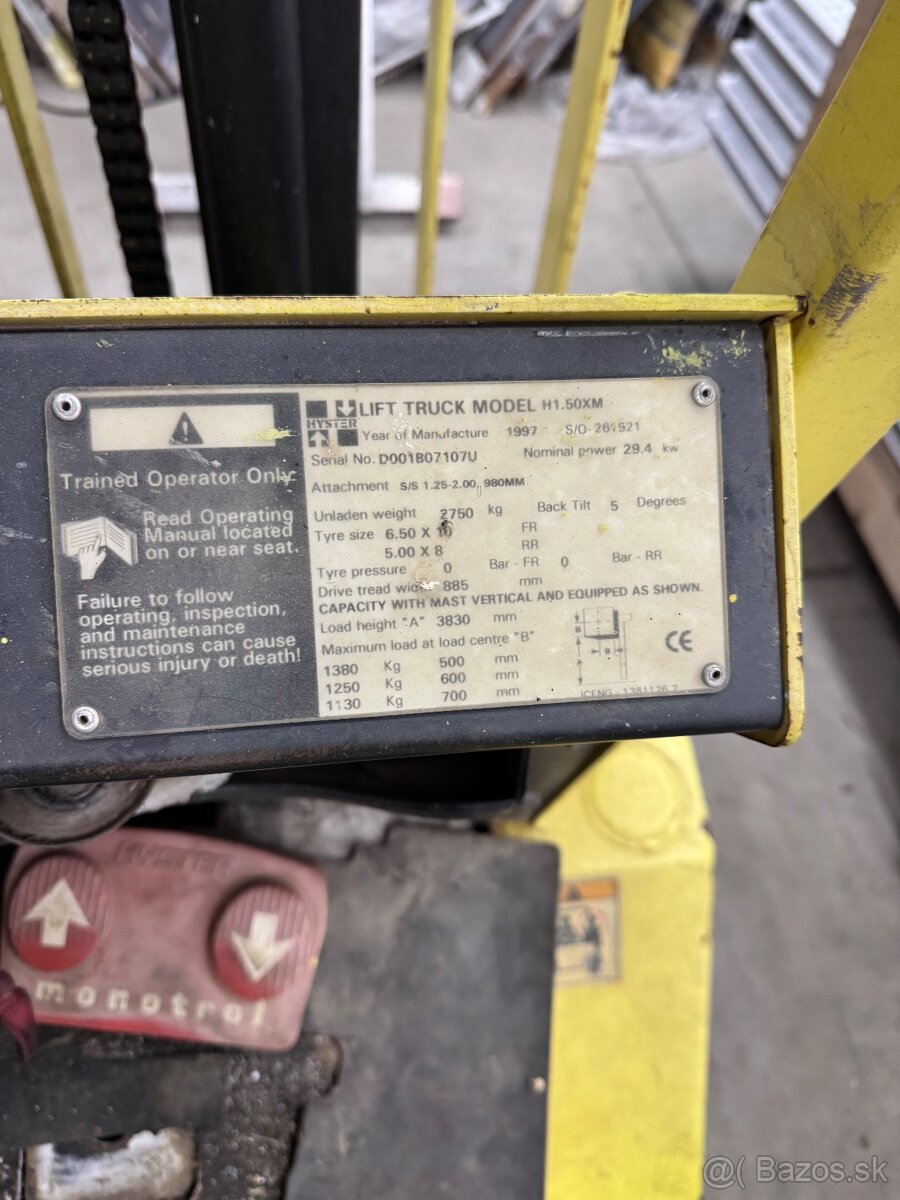 Trained Operator Only
Read Operating
Manual located
on or near seat.
Failure to follow
operating, inspection,
and maintenance
instructions can cause
serious injury or death!
HYSTER
LIFT TRUCK MODEL H1.50XM
Year of Manufacture 1997 S/O- 261921
Serial No. D001B07107U Nominal power 29.4 kw
Attachment S/S 1.25-2.00 980MM
Unladen weight 2750 kg Back Tilt 5 Degrees
Tyre size 6.50 X 10 FR
5.00 X 8 RR
Tyre pressure 0 Bar - FR 0 Bar - RR
Drive tread width 885 mm
CAPACITY WITH MAST VERTICAL AND EQUIPPED AS SHOWN.
Load height "A" 3830 mm
Maximum load at load centre "B"
1380 Kg 500 mm
1250 Kg 600 mm
1130 Kg 700 mm
A
B
B
CE
monotrol
@( Bazos.sk